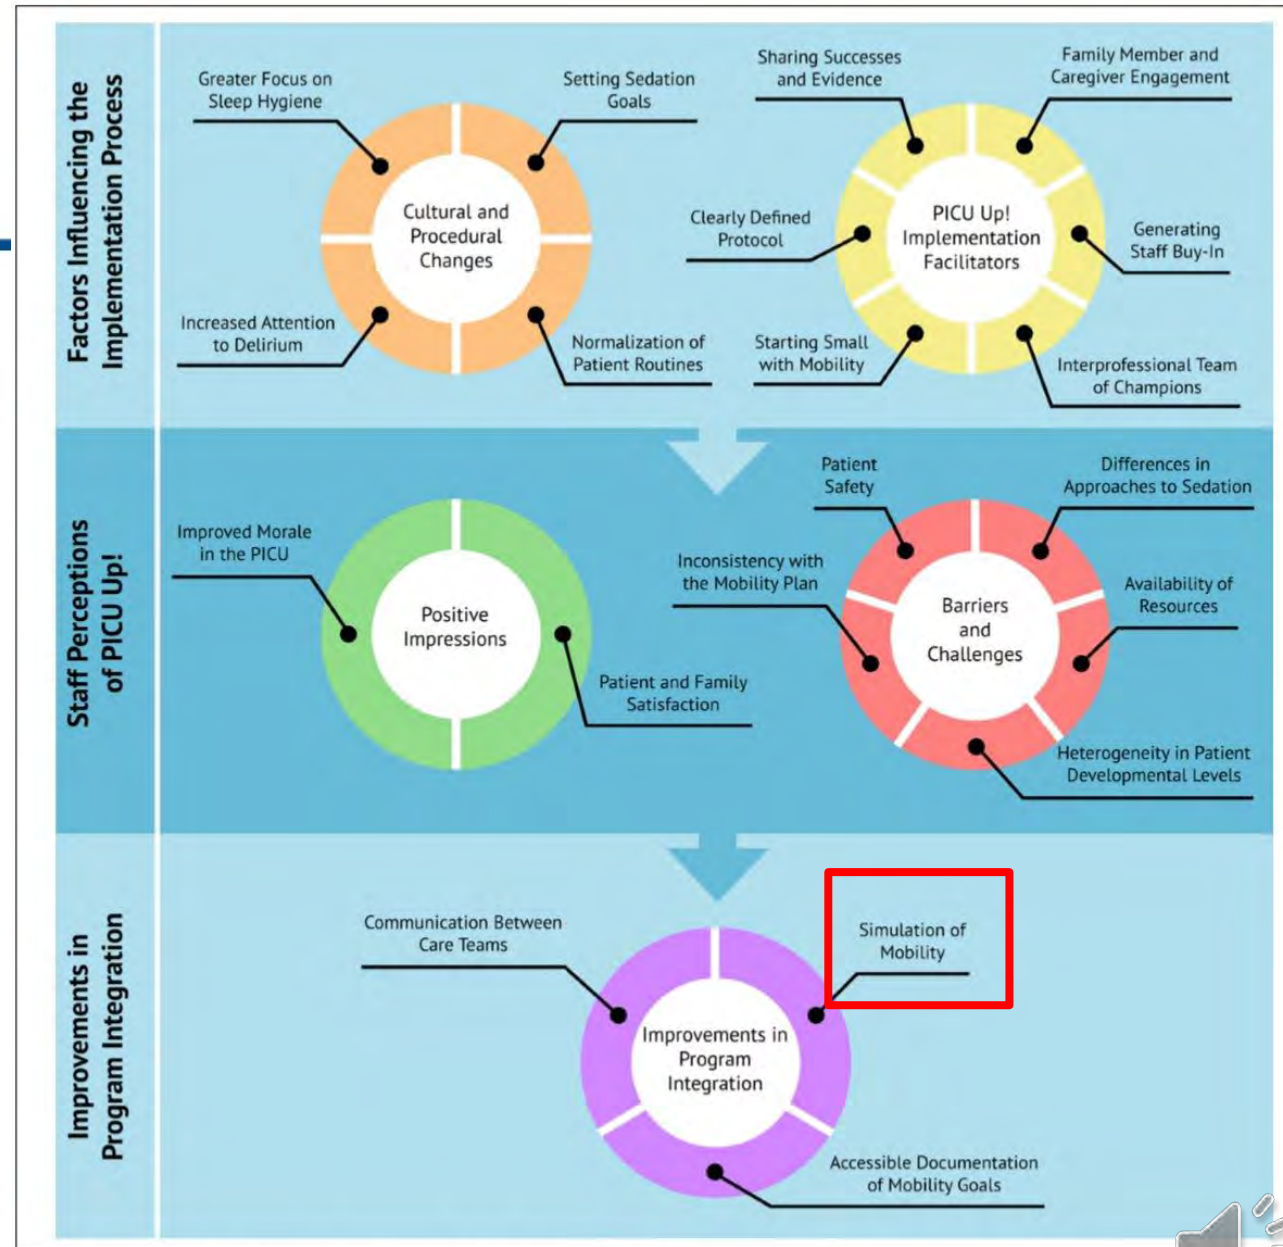 Factors Influencing the
Implementation Process
Greater Focus on
Sleep Hygiene
Setting Sedation
Goals
Cultural and
Procedural
Changes
Increased Attention
to Delirium
Normalization of
Patient Routines
Sharing Successes
and Evidence
Family Member and
Caregiver Engagement
Clearly Defined
Protocol
PICU Up!
Implementation
Facilitators
Generating
Staff Buy-In
Starting Small
with Mobility
Interprofessional Team
of Champions
Staff Perceptions
of PICU Up!
Improved Morale
in the PICU
Positive
Impressions
Patient and Family
Satisfaction
Patient
Safety
Differences in
Approaches to Sedation
Inconsistency with
the Mobility Plan
Barriers
and
Challenges
Availability of
Resources
Heterogeneity in Patient
Developmental Levels
Improvements in
Program Integration
Communication Between
Care Teams
Simulation of
Mobility
Improvements in
Program
Integration
Accessible Documentation
of Mobility Goals